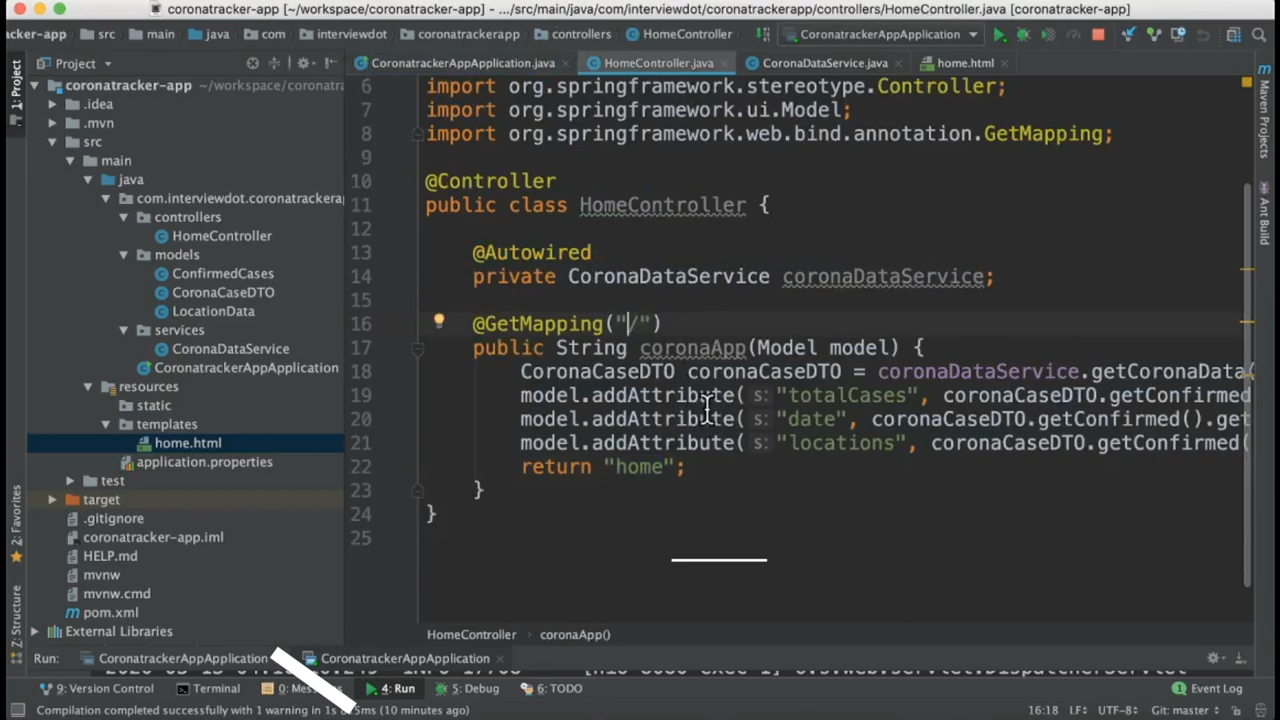 coronatracker-app [~/workspace/coronatracker-app] - .../src/main/java/com/interviewdot/coronatrackerapp/controllers/HomeController.java [coronatracker-app]
acker-app src main java com interviewdot coronatrackerapp controllers HomeController CoronatrackerAppApplication
Project
CoronatrackerAppApplication.java HomeController.java CoronaDataService.java home.html
1: Project
coronatracker-app ~/workspace/coronatra
.idea
.mvn
src
main
java
com.interviewdot.coronatrackera
controllers
HomeController
models
ConfirmedCases
CoronaCaseDTO
LocationData
services
CoronaDataService
CoronatrackerAppApplication
resources
static
templates
home.html
application.properties
test
target
.gitignore
coronatracker-app.iml
HELP.md
mvnw
mvnw.cmd
pom.xml
External Libraries
2: Favorites
Z: Structure
6 import org.springframework.stereotype.Controller;
7 import org.springframework.ui.Model;
8 import org.springframework.web.bind.annotation.GetMapping;
9
10 @Controller
11 public class HomeController {
12
13 @Autowired
14 private CoronaDataService coronaDataService;
15
16 @GetMapping("/")
17 public String coronaApp(Model model) {
18 CoronaCaseDTO coronaCaseDTO = coronaDataService.getCoronaData(
19 model.addAttribute( s: "totalCases", coronaCaseDTO.getConfirmed
20 model.addAttribute( s: "date", coronaCaseDTO.getConfirmed().get
21 model.addAttribute( s: "locations", coronaCaseDTO.getConfirmed(
22 return "home";
23 }
24 }
25
Maven Projects
Ant Build
HomeController coronaApp()
Run: CoronatrackerAppApplication CoronatrackerAppApplication
9: Version Control Terminal 0: Mess 4: Run 5: Debug 6: TODO Event Log
Compilation completed successfully with 1 warning in 1s 5ms (10 minutes ago) 16:18 LF UTF-8 Git: master